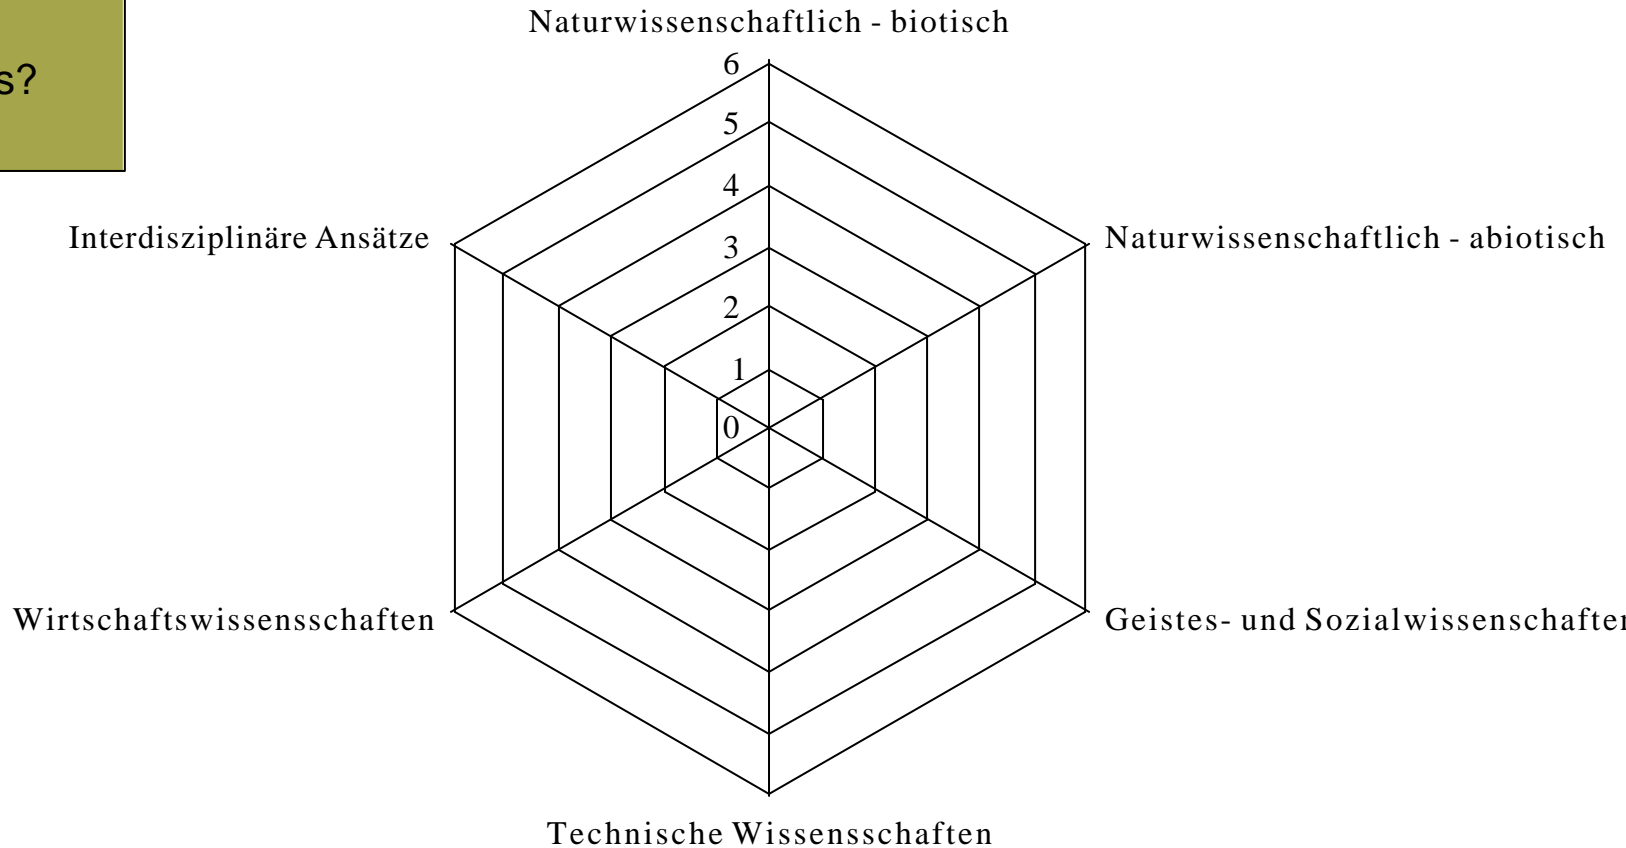 s?
Naturwissenschaftlich - biotisch
6
5
4
3
2
1
0
Interdisziplinäre Ansätze
Naturwissenschaftlich - abiotisch
Wirtschaftswissensschaften
Geistes- und Sozialwissenschaften
Technische Wissensschaften